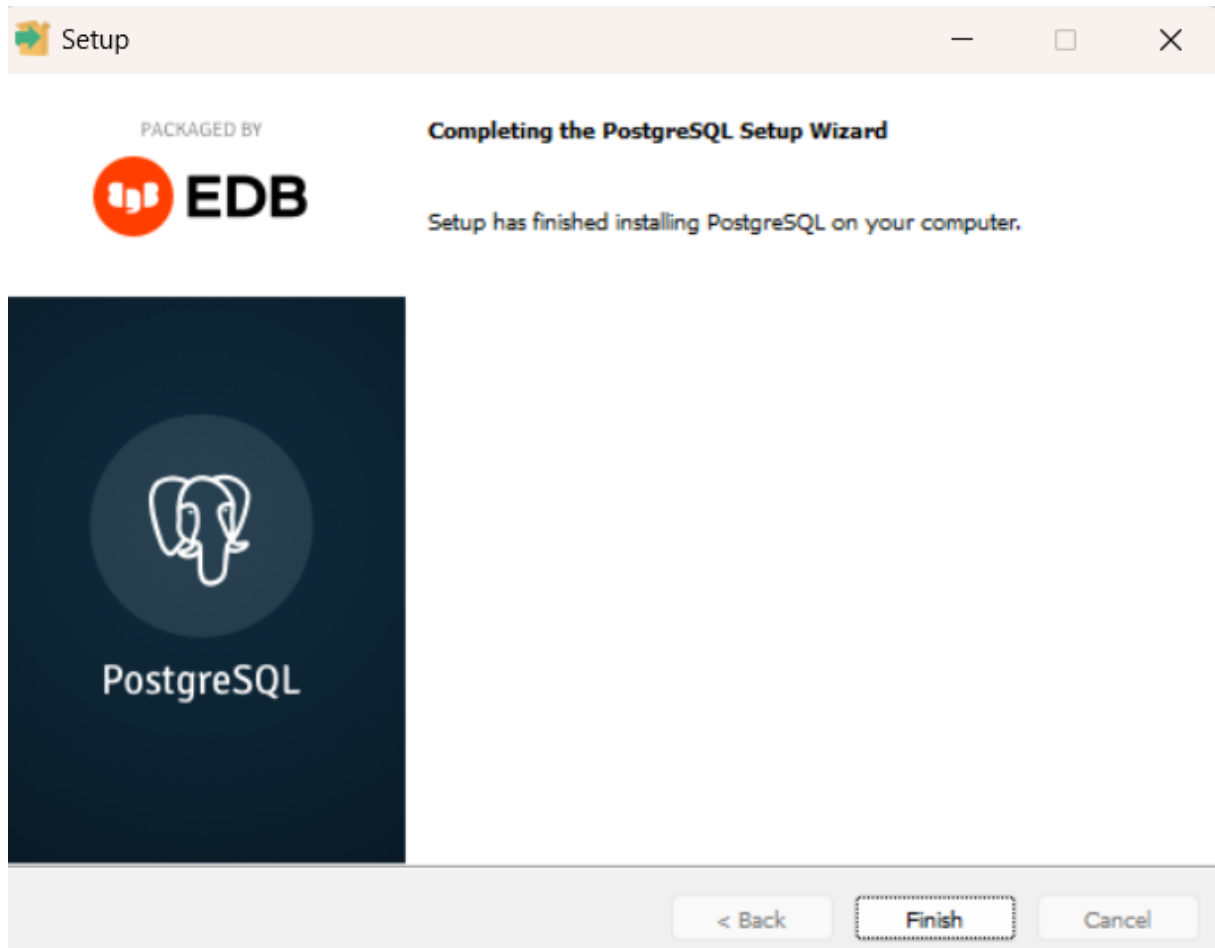 Setup
PACKAGED BY
EDB
Completing the PostgreSQL Setup Wizard
Setup has finished installing PostgreSQL on your computer.
PostgreSQL
< Back
Finish
Cancel